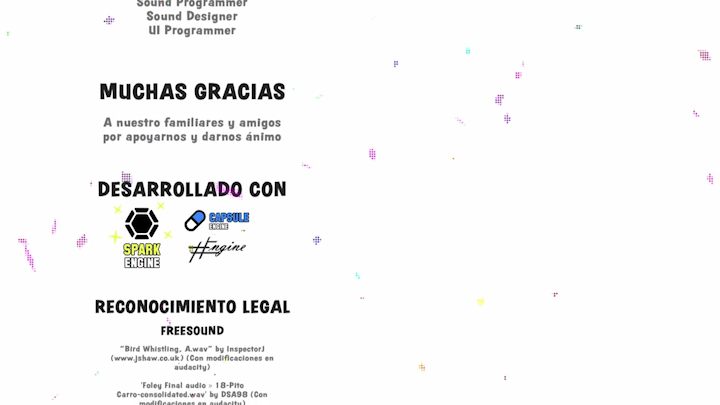 Sound Programmer
Sound Designer
UI Programmer
MUCHAS GRACIAS
A nuestro familiares y amigos
por apoyarnos y darnos ánimo
DESARROLLADO CON
SPARK
ENGINE
CAPSULE
ENGINE
#Engine
RECONOCIMIENTO LEGAL
FREESOUND
"Bird Whistling, A.wav" by InspectorJ
(www.jshaw.co.uk) (Con modificaciones en
audacity)
'Foley Final audio » 18-Pito
Carro-consolidated.wav' by DSA98 (Con
modificaciones en audacity)